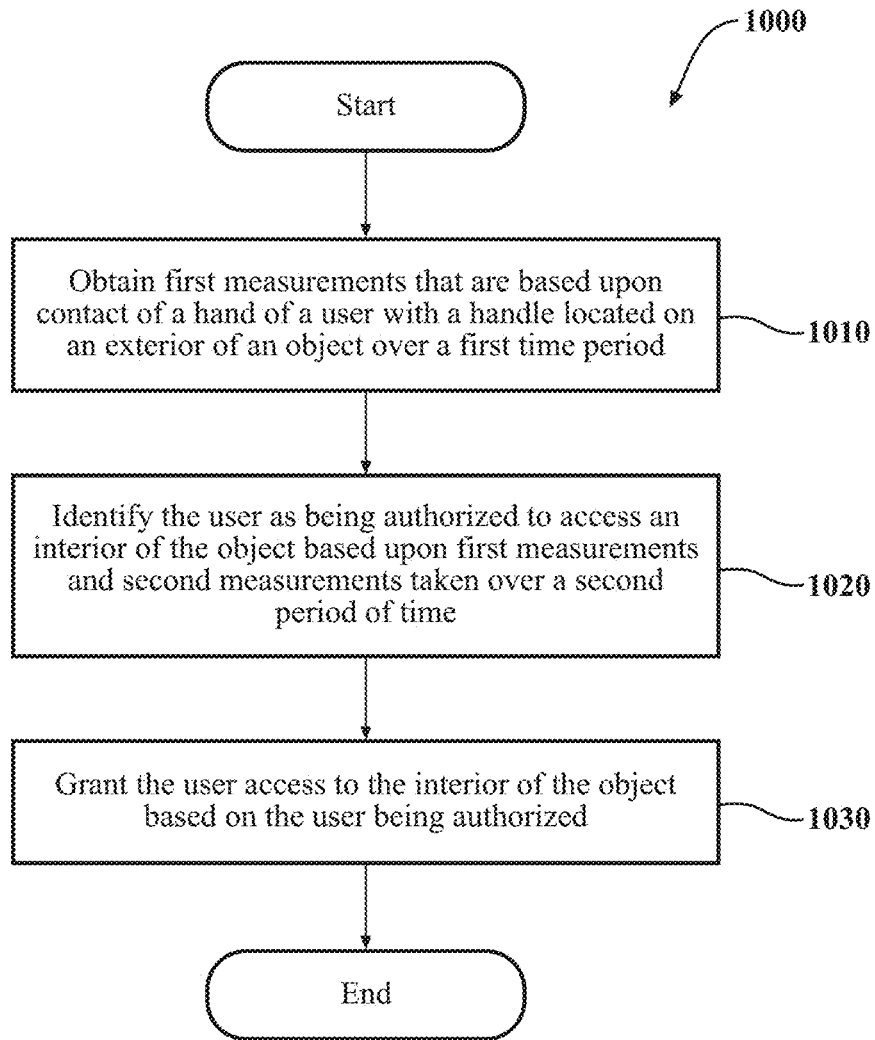 1000
Start
Obtain first measurements that are based upon
contact of a hand of a user with a handle located on
an exterior of an object over a first time period
1010
Identify the user as being authorized to access an
interior of the object based upon first measurements
and second measurements taken over a second
period of time
1020
Grant the user access to the interior of the object
based on the user being authorized
1030
End